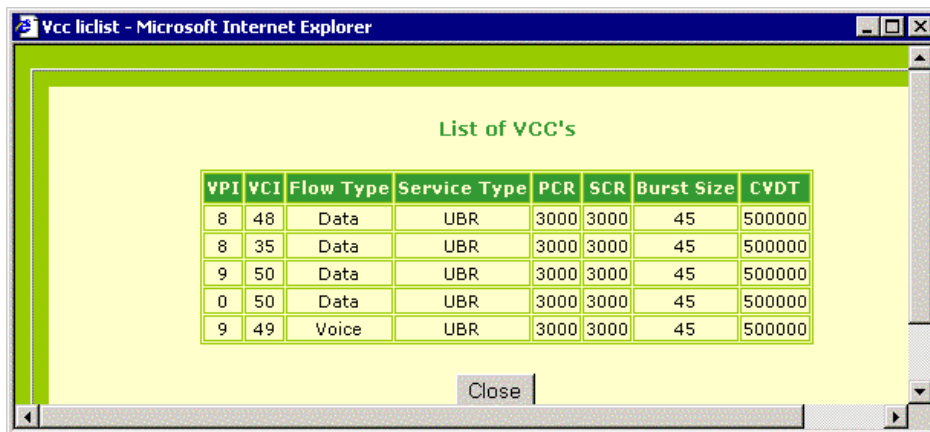 Vcc liclist - Microsoft Internet Explorer
List of VCC's
VPI VCI Flow Type Service Type PCR SCR Burst Size CVDT
8 48 Data UBR 3000 3000 45 500000
8 35 Data UBR 3000 3000 45 500000
9 50 Data UBR 3000 3000 45 500000
0 50 Data UBR 3000 3000 45 500000
9 49 Voice UBR 3000 3000 45 500000
Close